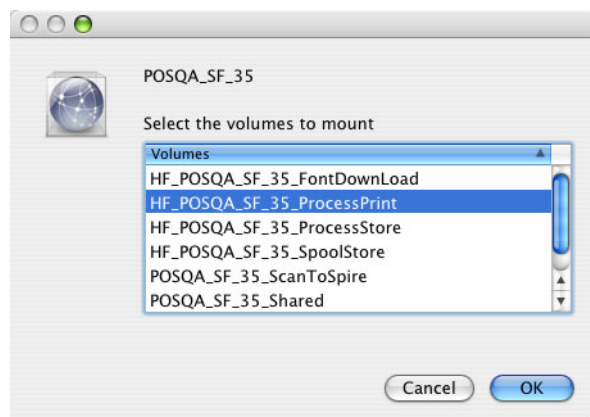 POSQA_SF_35
Select the volumes to mount
Volumes
HF_POSQA_SF_35_FontDownLoad
HF_POSQA_SF_35_ProcessPrint
HF_POSQA_SF_35_ProcessStore
HF_POSQA_SF_35_SpoolStore
POSQA_SF_35_ScanToSpire
POSQA_SF_35_Shared
Cancel OK